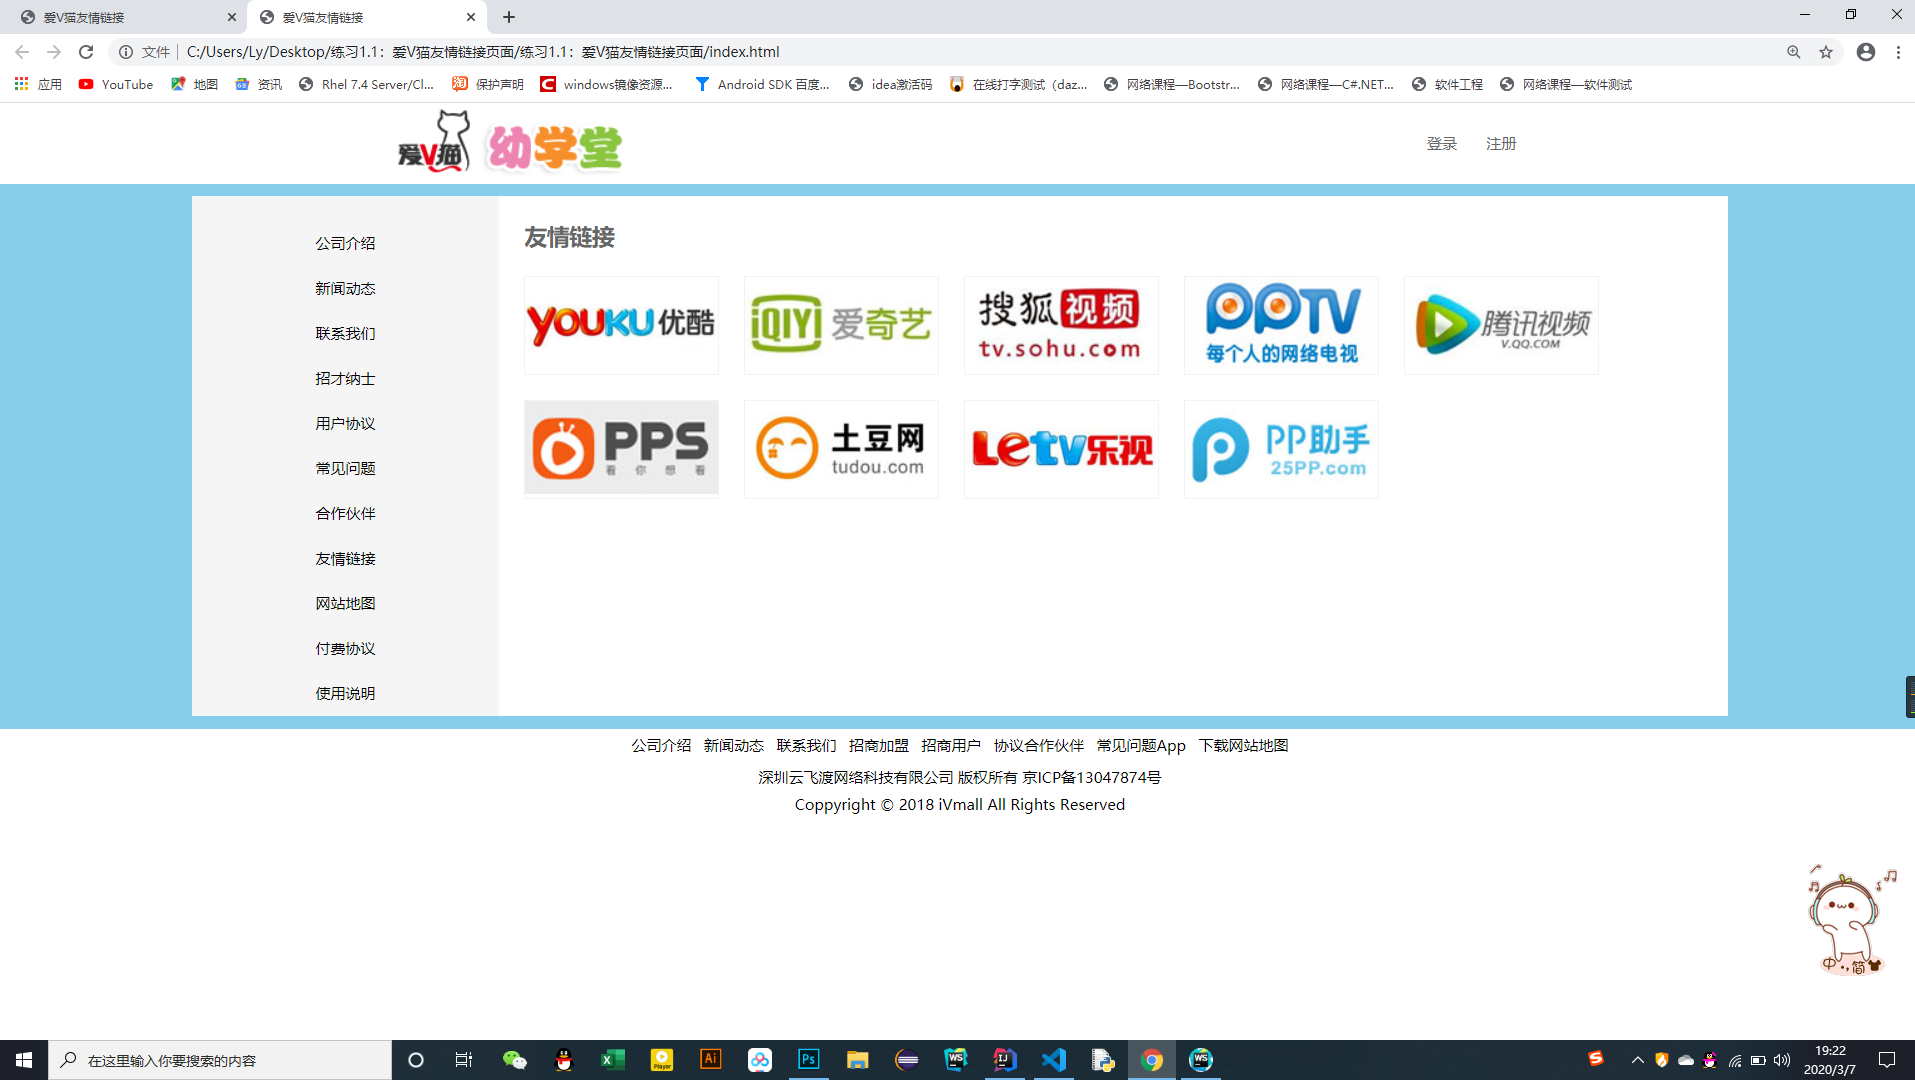 爱V猫友情链接
爱V猫友情链接
文件 C:/Users/Ly/Desktop/练习1.1：爱V猫友情链接页面/练习1.1：爱V猫友情链接页面/index.html
应用 YouTube 地图 资讯 Rhel 7.4 Server/Cl... 保护声明 windows镜像资源... Android SDK 百度... idea激活码 在线打字测试（daz... 网络课程—Bootstr... 网络课程—C#.NET... 软件工程 网络课程—软件测试
爱V猫 幼学堂 登录 注册
公司介绍
新闻动态
联系我们
招才纳士
用户协议
常见问题
合作伙伴
友情链接
网站地图
付费协议
使用说明
友情链接
YOUKU 优酷
iQIYI 爱奇艺
搜狐视频
tv.sohu.com
PPTV
每个人的网络电视
腾讯视频
V.QQ.COM
PPS
看你想看
土豆网
tudou.com
Letv乐视
PP助手
25PP.com
公司介绍 新闻动态 联系我们 招商加盟 招商用户 协议合作伙伴 常见问题App 下载网站地图
深圳云飞渡网络科技有限公司 版权所有 京ICP备13047874号
Coppyright © 2018 iVmall All Rights Reserved
中 简
在这里输入你要搜索的内容
Player Ai Ps WS IJ WS
19:22
2020/3/7